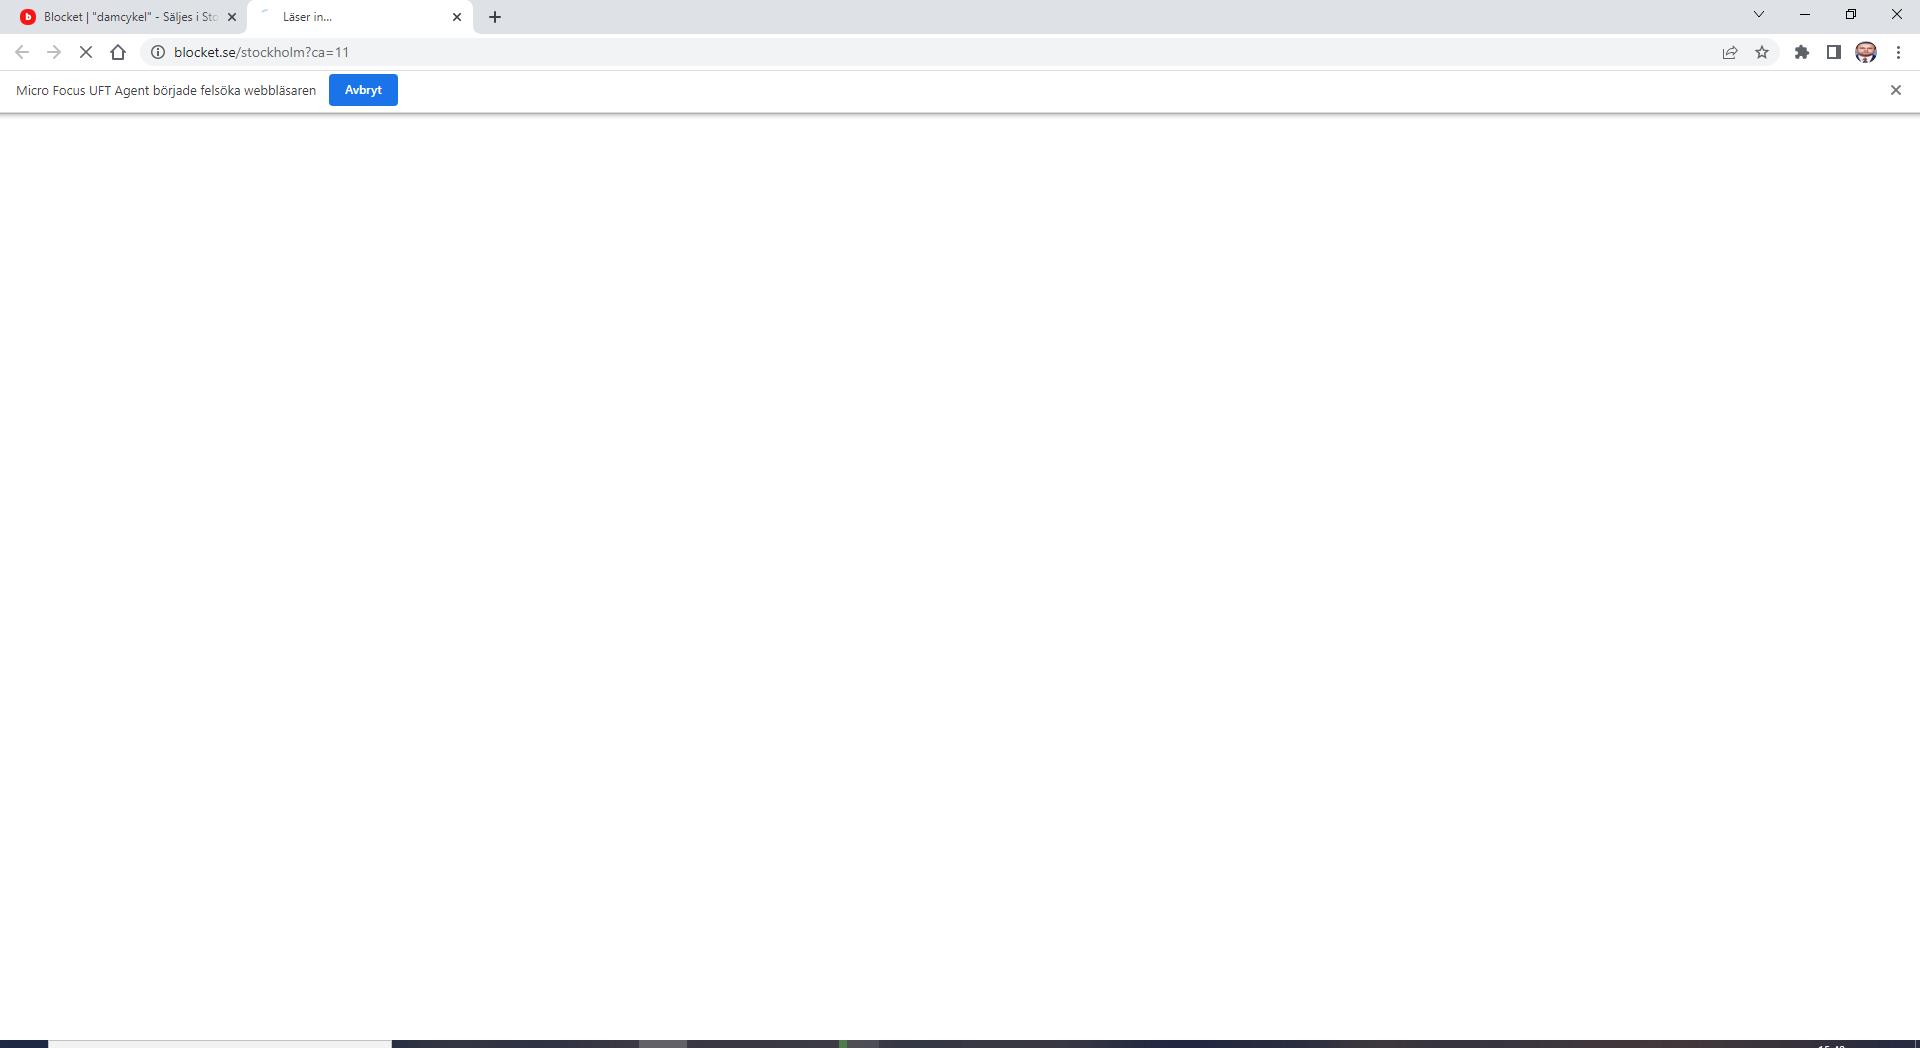 b Blocket | "damcykel" - Säljes i Sto
Läser in...
blocket.se/stockholm?ca=11
Micro Focus UFT Agent började felsöka webbläsaren
Avbryt